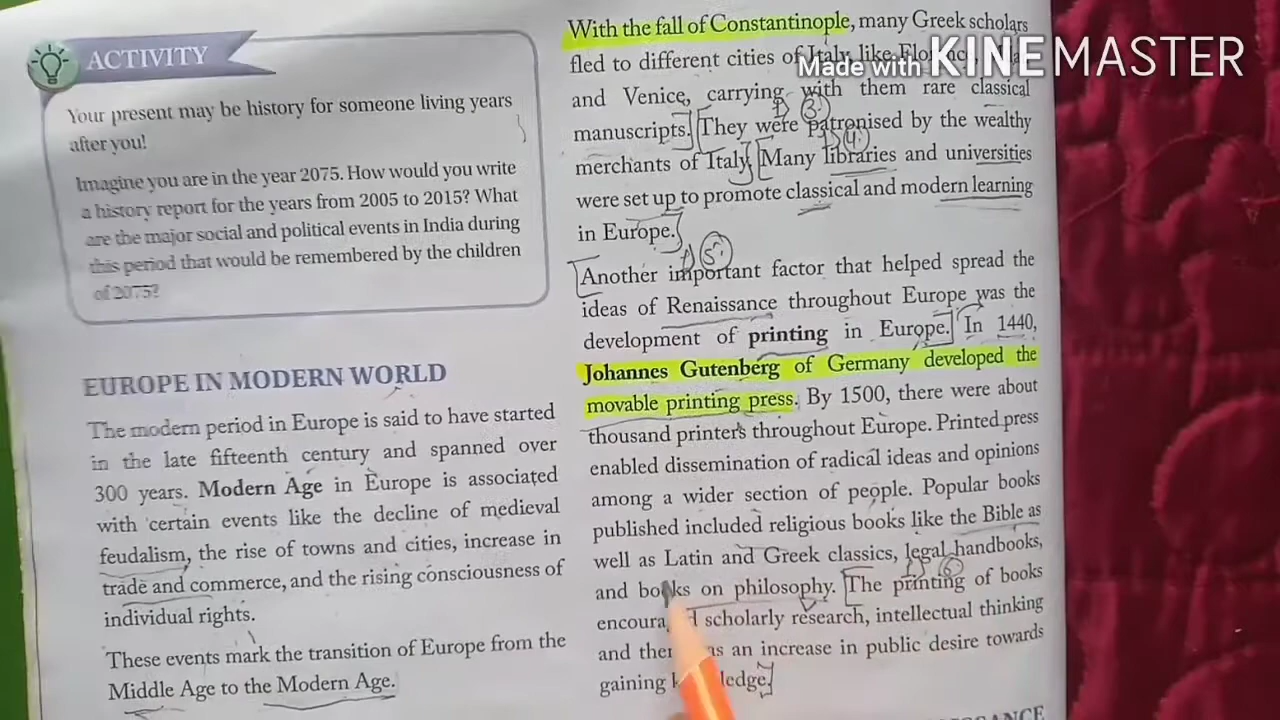 ACTIVITY
Your present may be history for someone living years
after you!
Imagine you are in the year 2075. How would you write
a history report for the years from 2005 to 2015? What
are the major social and political events in India during
this period that would be remembered by the children
of 2075?
EUROPE IN MODERN WORLD
The modern period in Europe is said to have started
in the late fifteenth century and spanned over
300 years. Modern Age in Europe is associated
with certain events like the decline of medieval
feudalism, the rise of towns and cities, increase in
trade and commerce, and the rising consciousness of
individual rights.
These events mark the transition of Europe from the
Middle Age to the Modern Age.
With the fall of Constantinople, many Greek scholars
fled to different cities of Italy like
Made with KINEMASTER
and Venice, carrying with them rare classical
3.
manuscripts. They were patronised by the wealthy
4.
merchants of Italy. Many libraries and universities
were set up to promote classical and modern learning
in Europe.
5.
Another important factor that helped spread the
ideas of Renaissance throughout Europe was the
development of printing in Europe. In 1440,
Johannes Gutenberg of Germany developed the
movable printing press. By 1500, there were about
thousand printers throughout Europe. Printed press
enabled dissemination of radical ideas and opinions
among a wider section of people. Popular books
published included religious books like the Bible as
well as Latin and Greek classics, legal handbooks,
6
and books on philosophy. The printing of books
scholarly research, intellectual thinking
and an increase in public desire towards
gaining